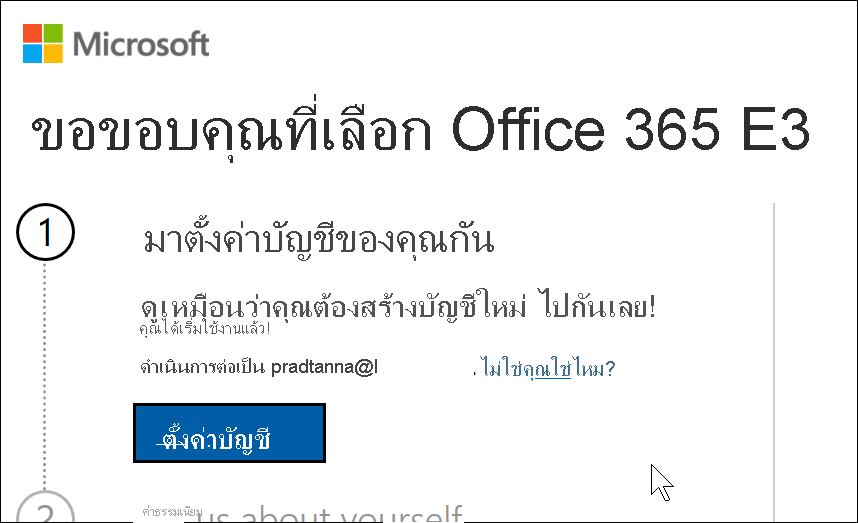 Microsoft
ขอขอบคุณที่เลือก Office 365 E3
1
มาตั้งค่าบัญชีของคุณกัน
ดูเหมือนว่าคุณต้องสร้างบัญชีใหม่ ไปกันเลย!
คุณได้เริ่มใช้งานแล้ว!
ดำเนินการต่อเป็น pradtanna@l . ไม่ใช่คุณใช่ไหม?
ตั้งค่าบัญชี
2 ค่าธรรมเนียม us about yourself